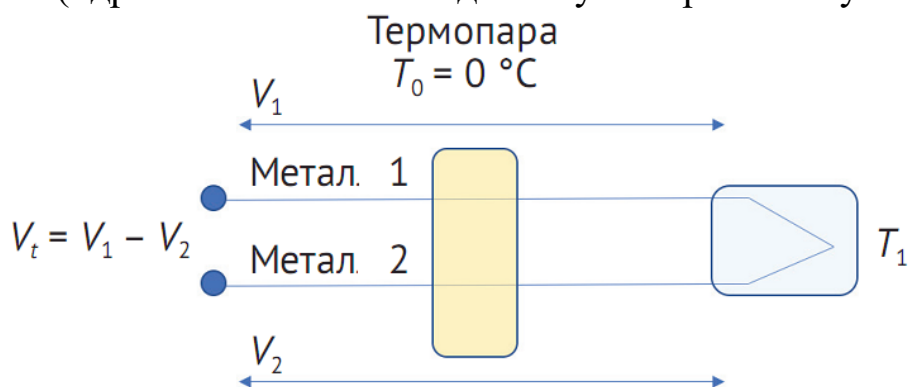 Термопара
T₀ = 0 °C
V₁
Метал. 1
Vₜ = V₁ – V₂
Метал. 2
T₁
V₂